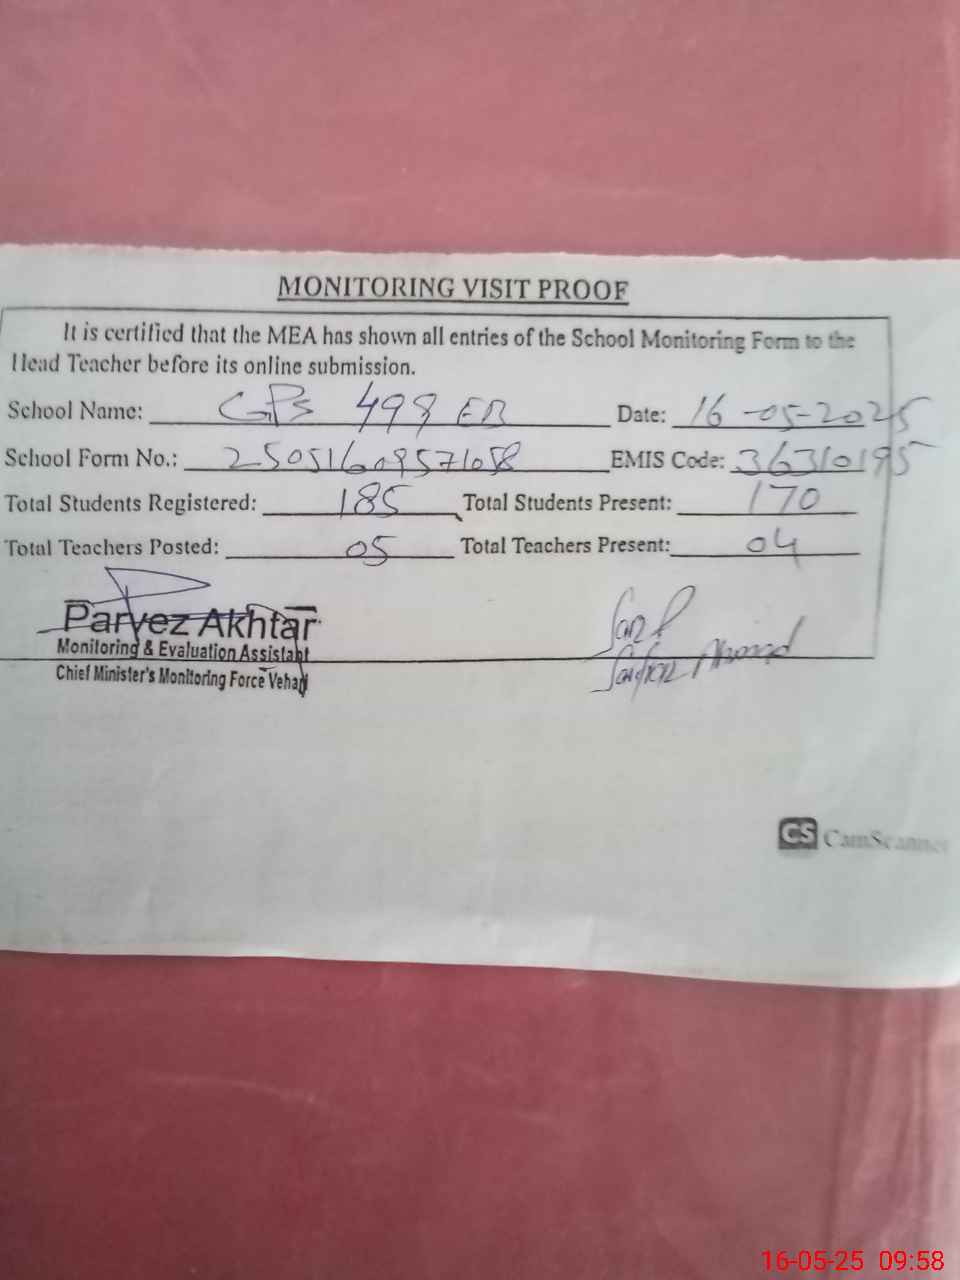 MONITORING VISIT PROOF
It is certified that the MEA has shown all entries of the School Monitoring Form to the
Head Teacher before its online submission.
School Name: GPS 498 EB Date: 16-05-2025
School Form No.: 25051609571058 EMIS Code: 36310195
Total Students Registered: 185 Total Students Present: 170
Total Teachers Posted: 05 Total Teachers Present: 04
Parvez Akhtar
Monitoring & Evaluation Assistant
Chief Minister's Monitoring Force Vehari
Ahmad
CS CamScanner
16-05-25 09:58